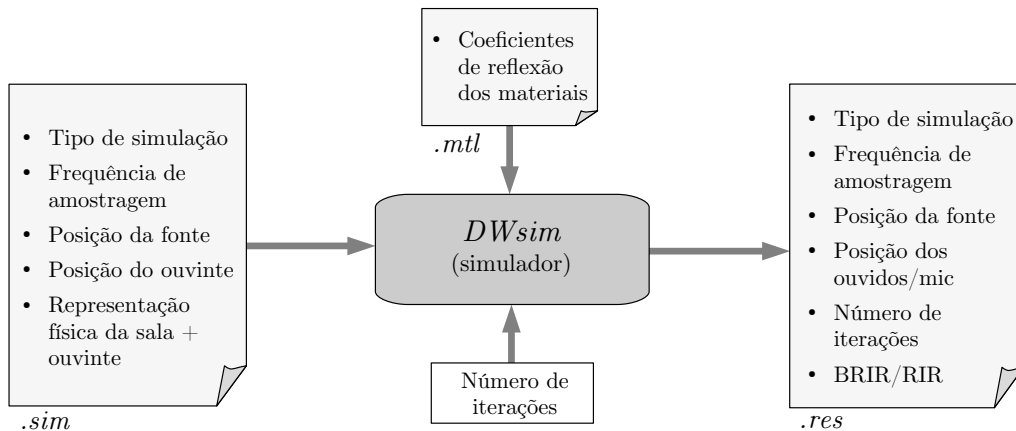 • Tipo de simulação
• Frequência de
amostragem
• Posição da fonte
• Posição do ouvinte
• Representação
física da sala +
ouvinte
.sim
• Coeficientes
de reflexão
dos materiais
.mtl
DWsim
(simulador)
Número de
iterações
• Tipo de simulação
• Frequência de
amostragem
• Posição da fonte
• Posição dos
ouvidos/mic
• Número de
iterações
• BRIR/RIR
.res